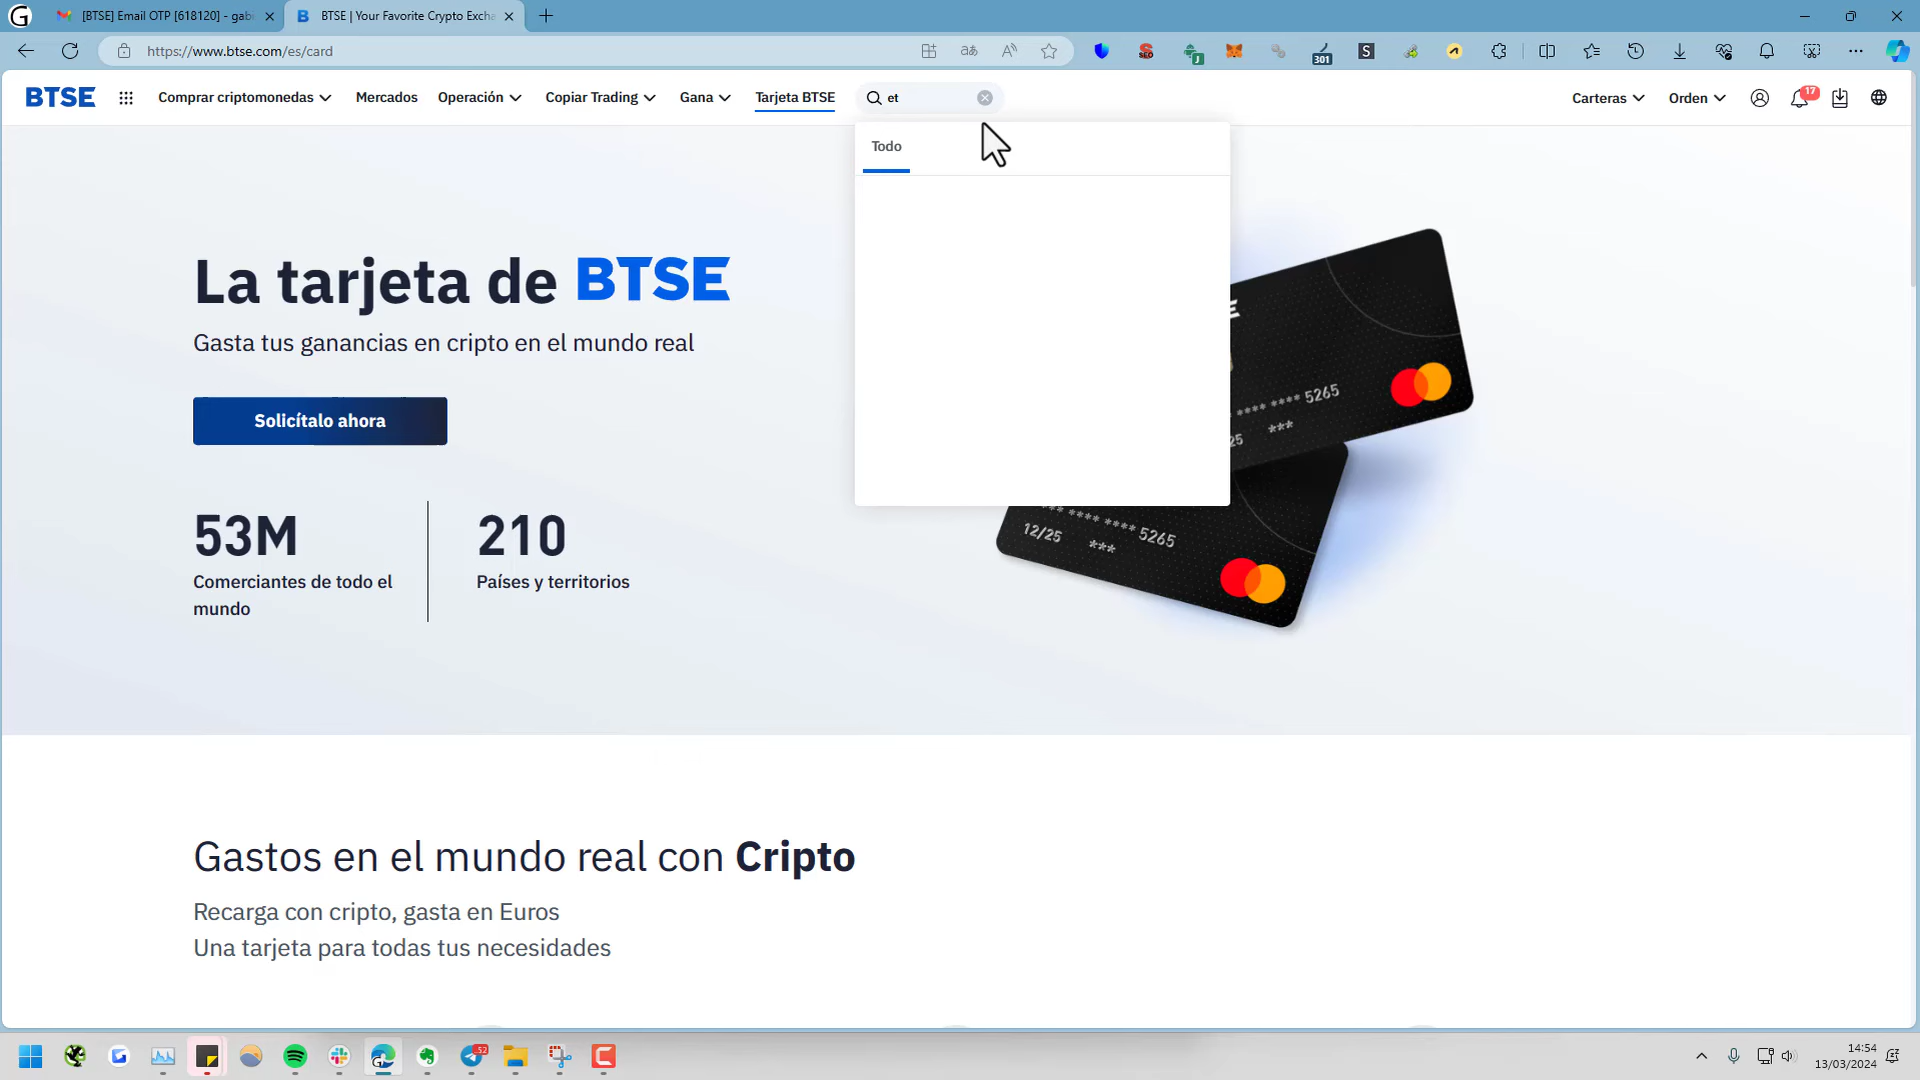 [BTSE] Email OTP [618120] - gab
BTSE | Your Favorite Crypto Excha
https://www.btse.com/es/card
301
BTSE
Comprar criptomonedas
Mercados
Operación
Copiar Trading
Gana
Tarjeta BTSE
et
Carteras
Orden
17
Todo
La tarjeta de BTSE
Gasta tus ganancias en cripto en el mundo real
Solicítalo ahora
53M
Comerciantes de todo el
mundo
210
Países y territorios
**** **** 5265
25 ***
*** **** **** 5265
12/25 ***
Gastos en el mundo real con Cripto
Recarga con cripto, gasta en Euros
Una tarjeta para todas tus necesidades
52
14:54
13/03/2024